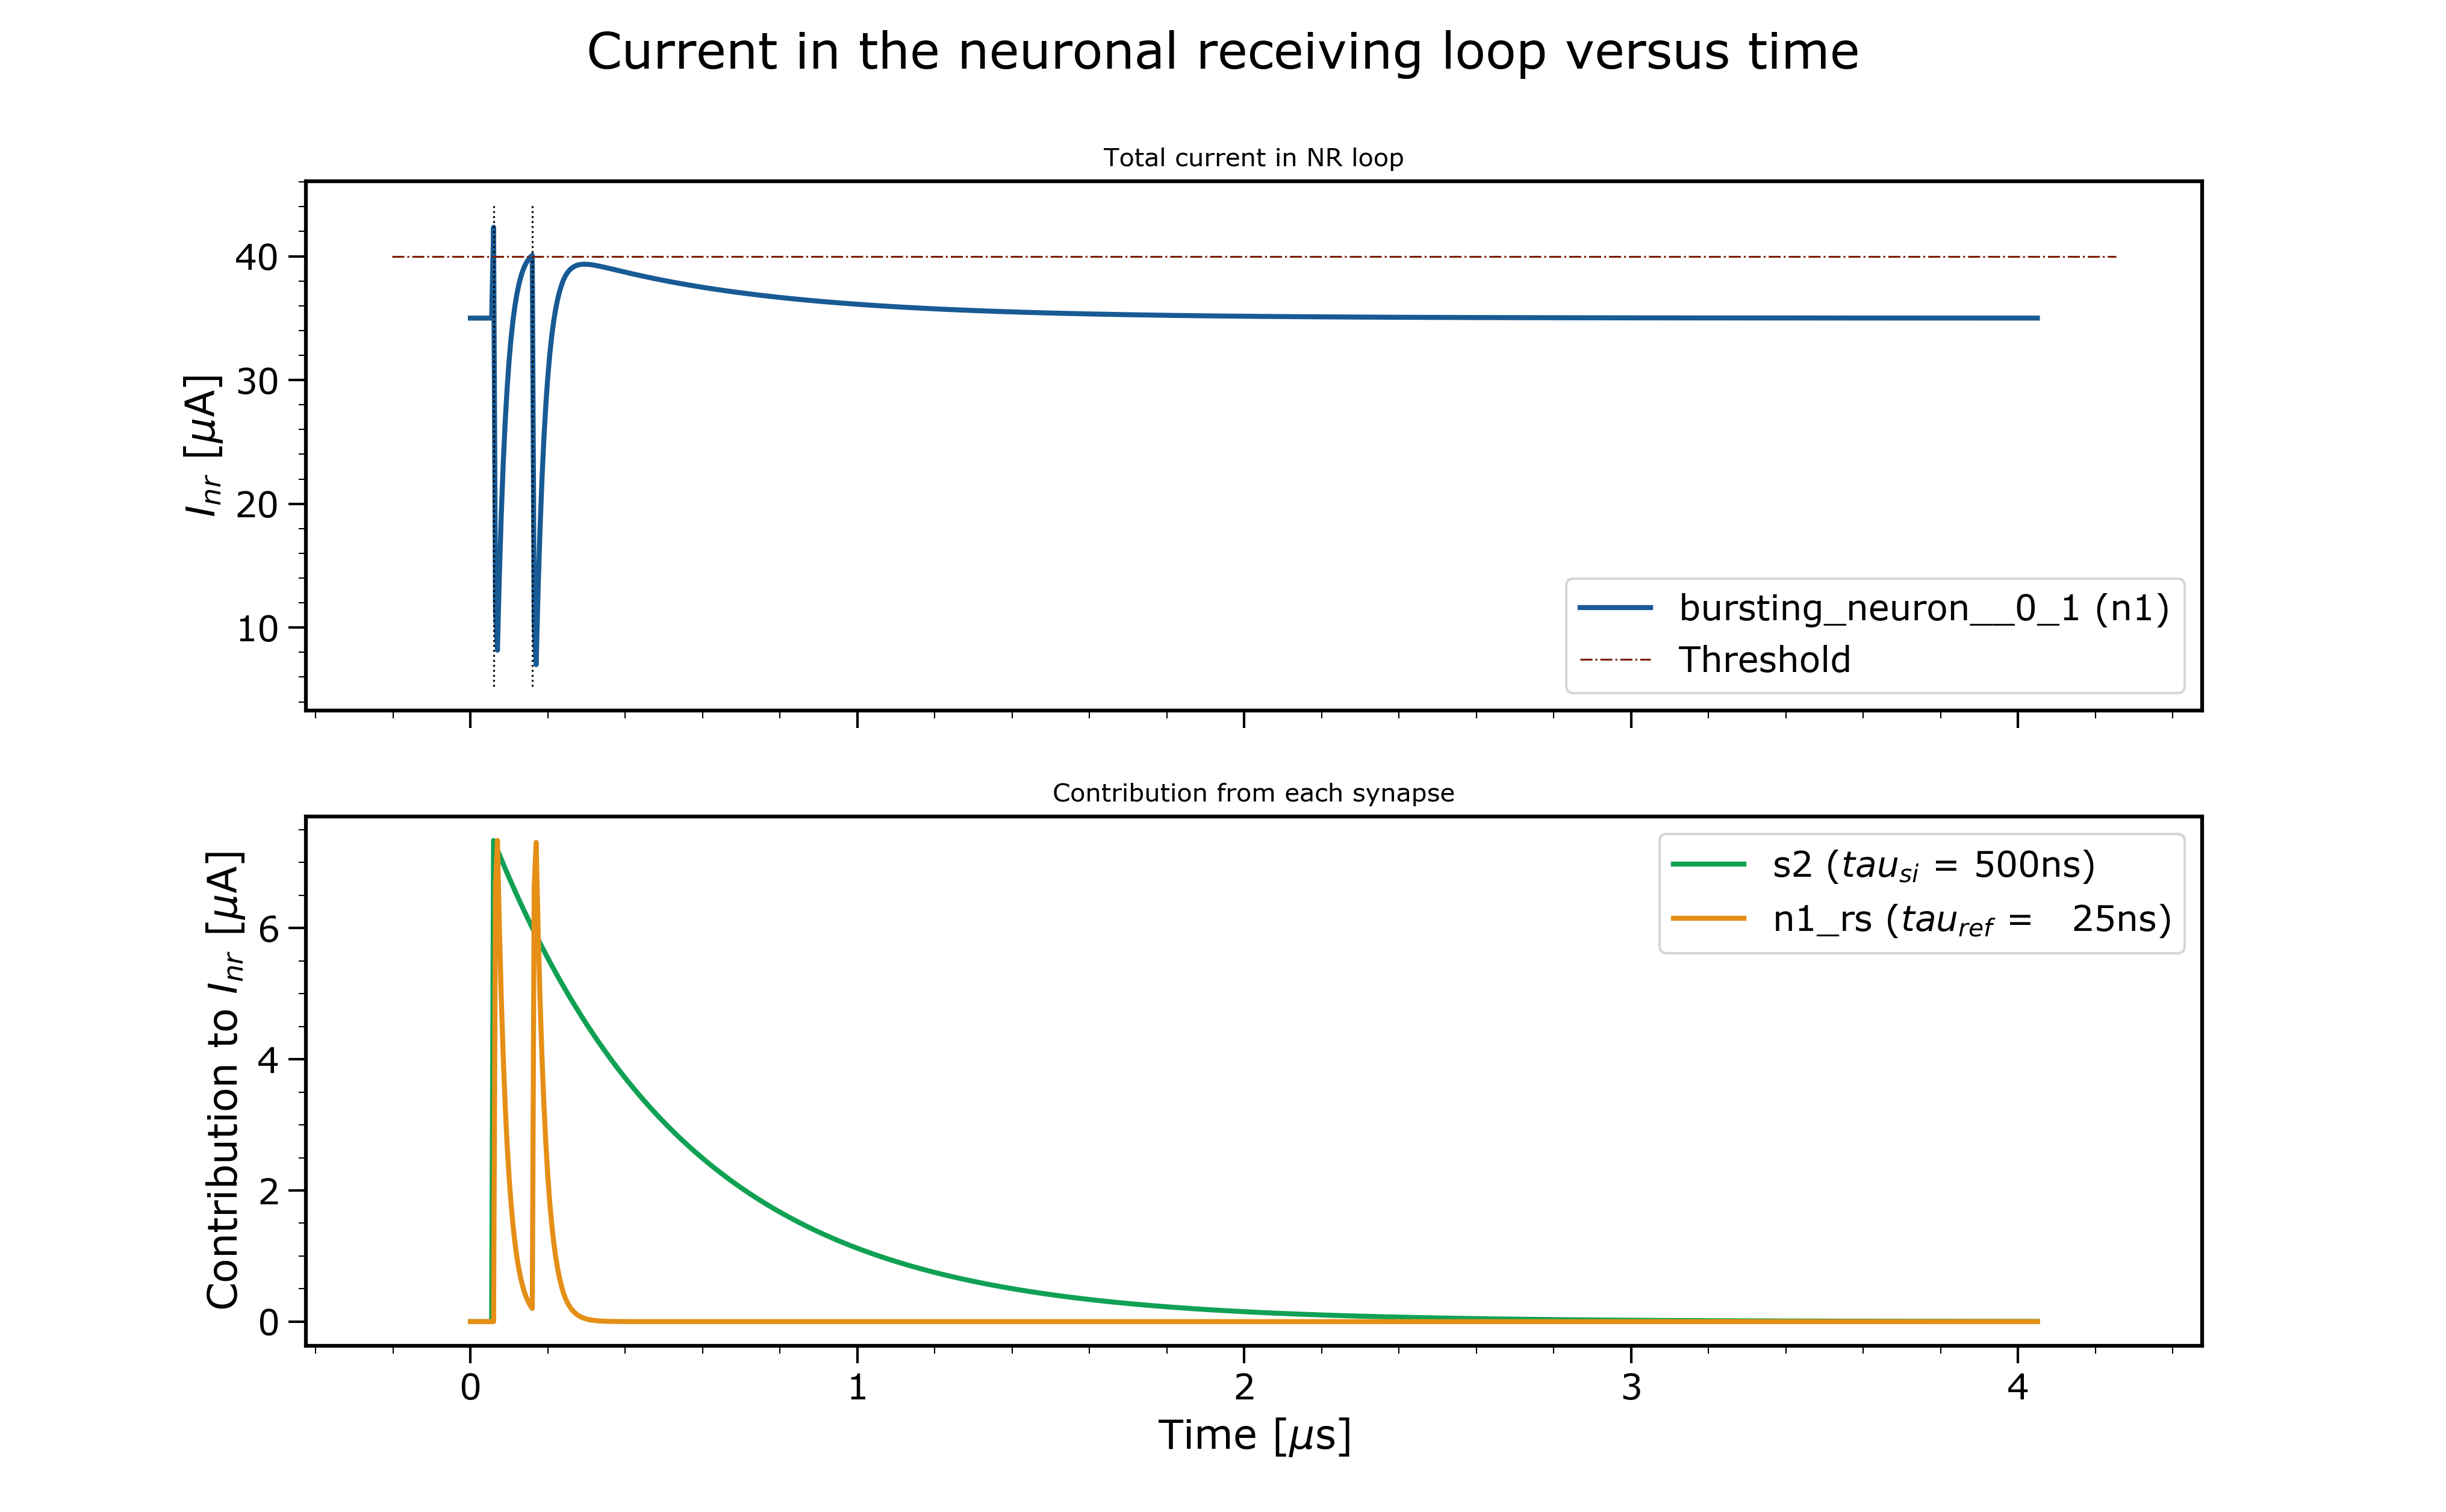 Current in the neuronal receiving loop versus time
Total current in NR loop
I_nr [μA]
40
30
20
10
bursting_neuron__0_1 (n1)
Threshold
Contribution from each synapse
Contribution to I_nr [μA]
6
4
2
0
s2 (tau_si = 500ns)
n1_rs (tau_ref = 25ns)
0 1 2 3 4
Time [μs]